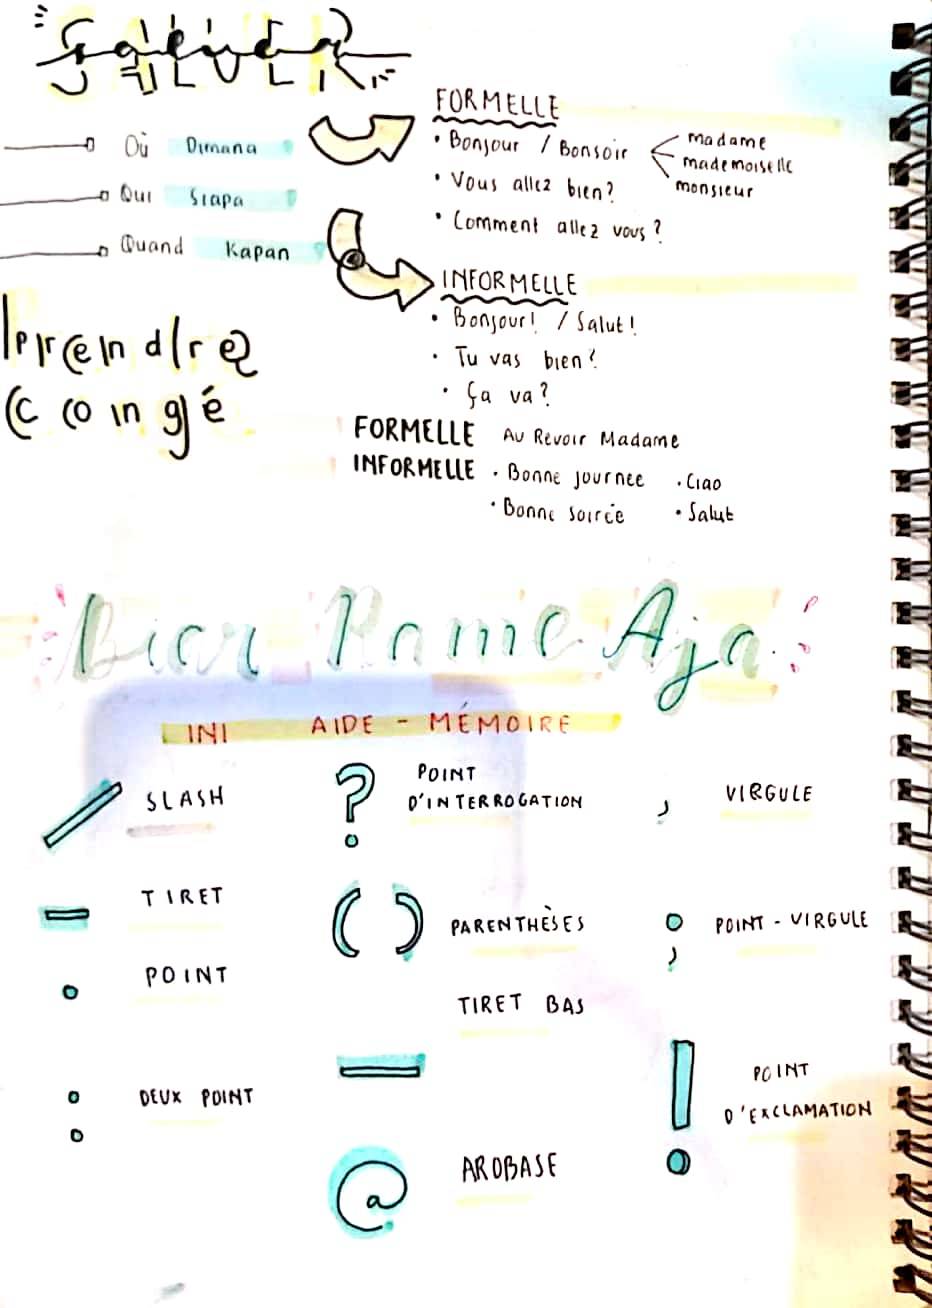 SALUER
Où Dimana
Qui Siapa
Quand Kapan
FORMELLE
• Bonjour / Bonsoir madame
mademoiselle
monsieur
• Vous allez bien?
• Comment allez vous?
INFORMELLE
• Bonjour! / Salut!
• Tu vas bien?
• Ça va?
Prendre
Congé
FORMELLE Au Revoir Madame
INFORMELLE • Bonne journee • Ciao
• Bonne soirée • Salut
Biar Rame Aja
INI AIDE - MÉMOIRE
/ SLASH
? POINT
D'INTERROGATION
, VIRGULE
- TIRET
( ) PARENTHÈSES
; POINT - VIRGULE
. POINT
_ TIRET BAS
: DEUX POINT
! POINT
D'EXCLAMATION
@ AROBASE